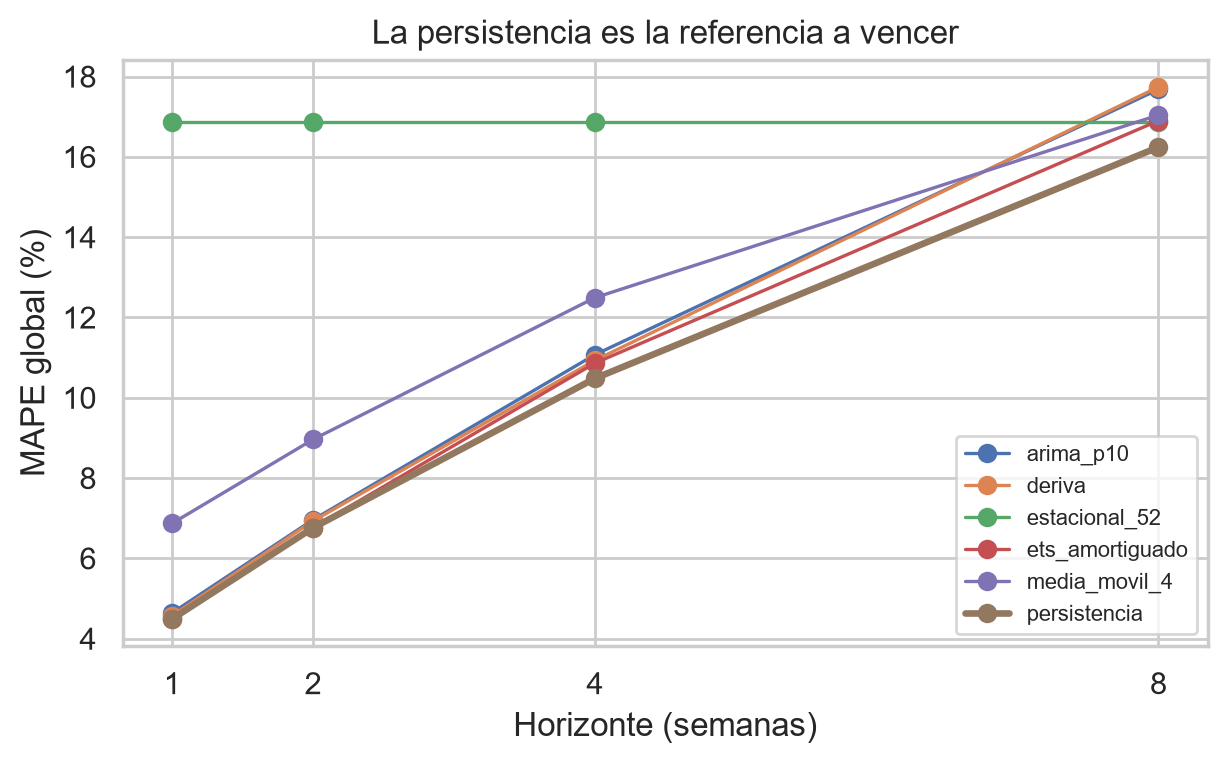 La persistencia es la referencia a vencer
18
16
14
12
10
8
6
4
MAPE global (%)
1 2 4 8
Horizonte (semanas)
arima_p10
deriva
estacional_52
ets_amortiguado
media_movil_4
persistencia